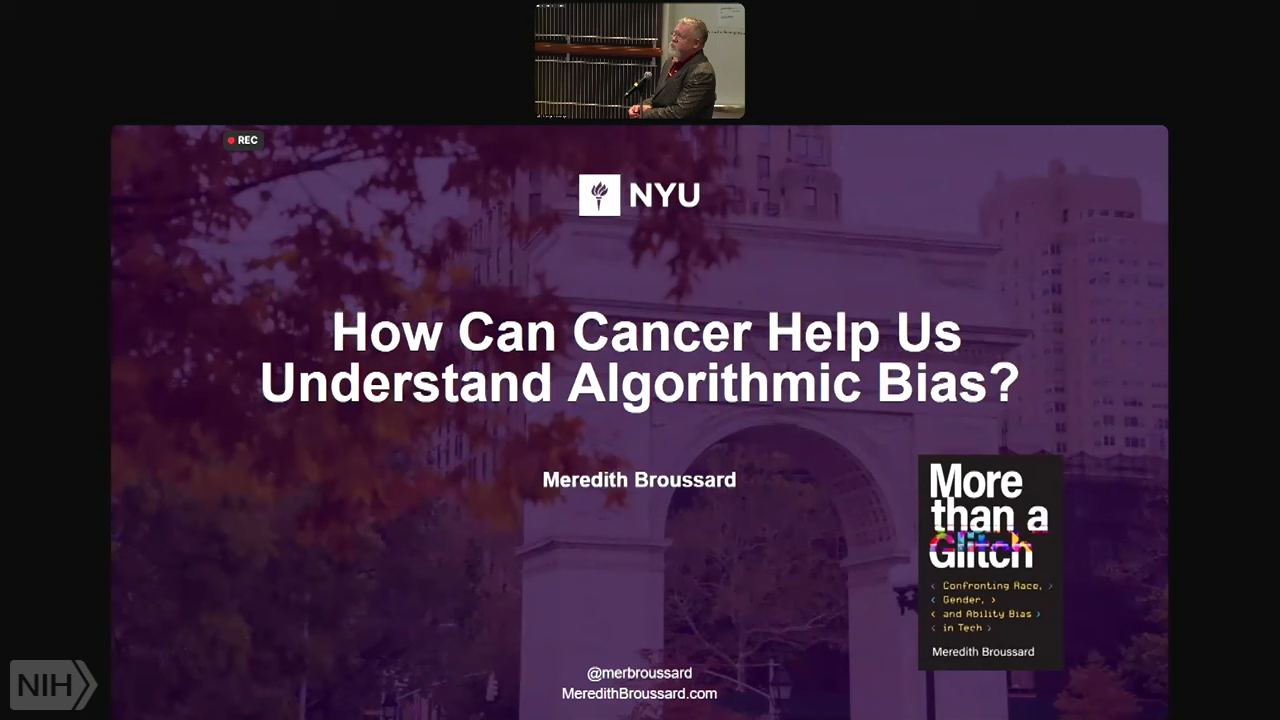 REC
NYU
How Can Cancer Help Us
Understand Algorithmic Bias?
Meredith Broussard
More
than a
Glitch
< Confronting Race, >
< Gender, >
< and Ability Bias >
< in Tech >
Meredith Broussard
@merbroussard
MeredithBroussard.com
NIH